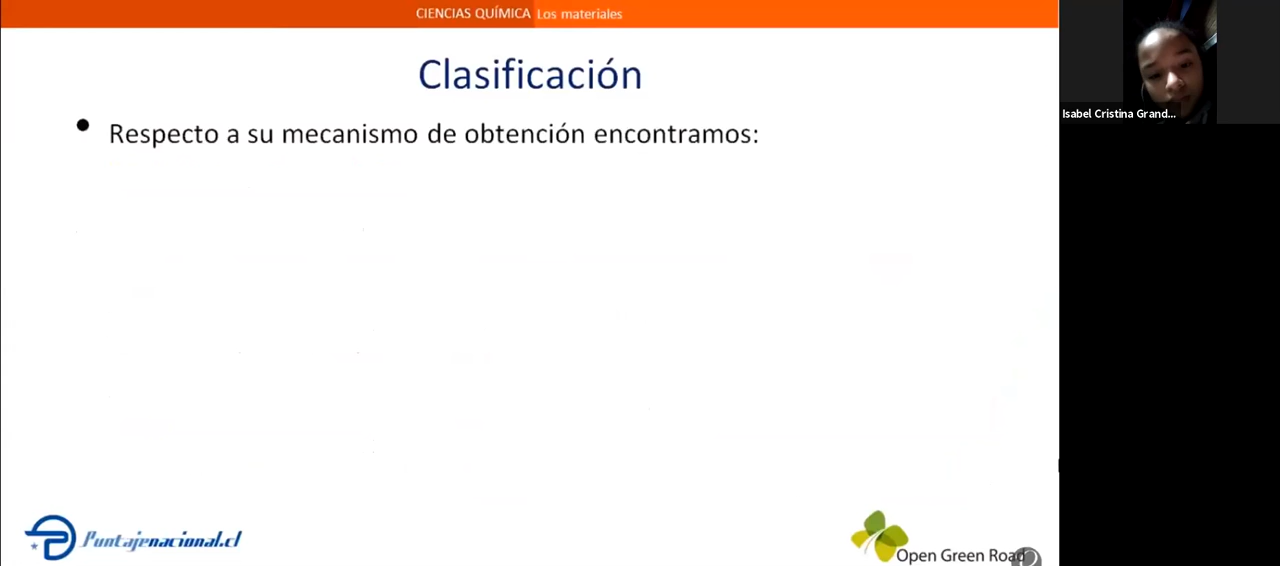 CIENCIAS QUÍMICA Los materiales
Clasificación
• Respecto a su mecanismo de obtención encontramos:
Isabel Cristina Grand...
Puntajenacional.cl
Open Green Road